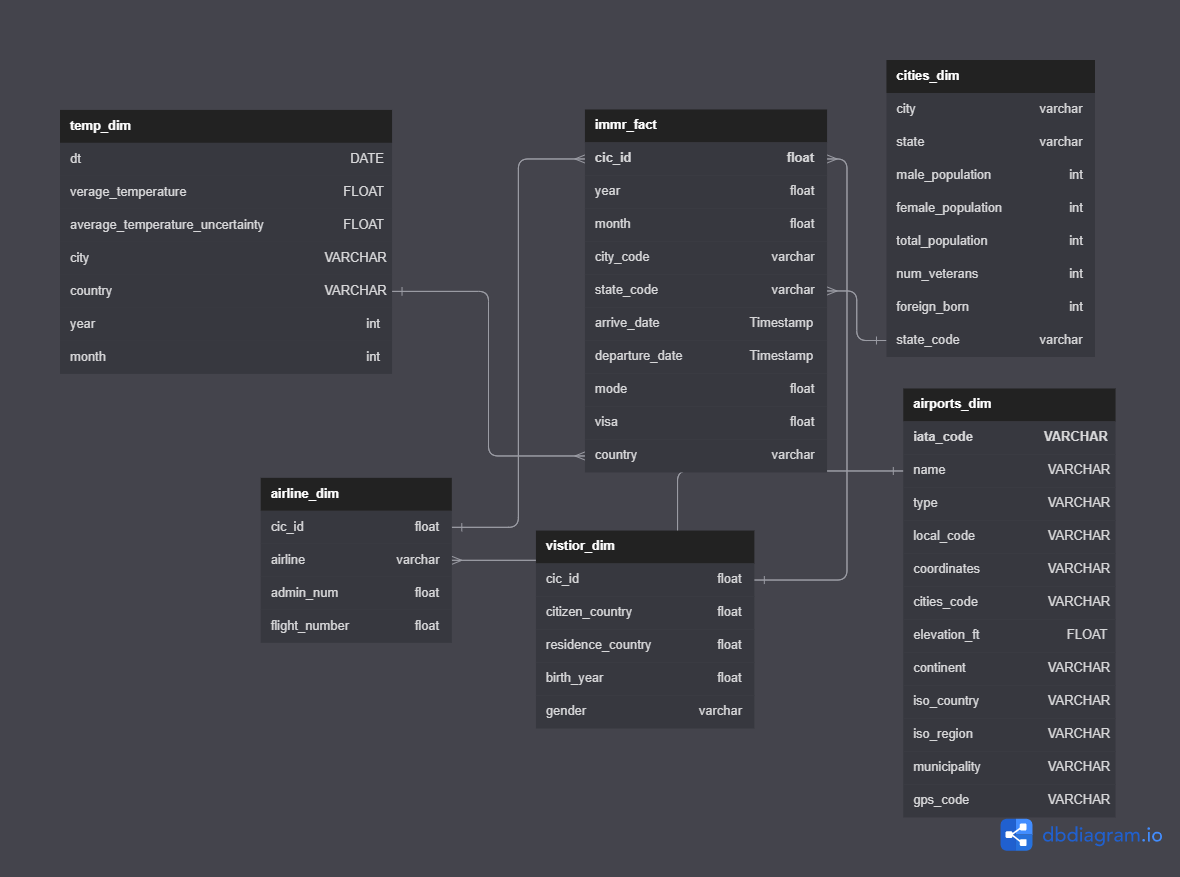 temp_dim
dt DATE
verage_temperature FLOAT
average_temperature_uncertainty FLOAT
city VARCHAR
country VARCHAR
year int
month int
immr_fact
cic_id float
year float
month float
city_code varchar
state_code varchar
arrive_date Timestamp
departure_date Timestamp
mode float
visa float
country varchar
cities_dim
city varchar
state varchar
male_population int
female_population int
total_population int
num_veterans int
foreign_born int
state_code varchar
airline_dim
cic_id float
airline varchar
admin_num float
flight_number float
vistior_dim
cic_id float
citizen_country float
residence_country float
birth_year float
gender varchar
airports_dim
iata_code VARCHAR
name VARCHAR
type VARCHAR
local_code VARCHAR
coordinates VARCHAR
cities_code VARCHAR
elevation_ft FLOAT
continent VARCHAR
iso_country VARCHAR
iso_region VARCHAR
municipality VARCHAR
gps_code VARCHAR
dbdiagram.io